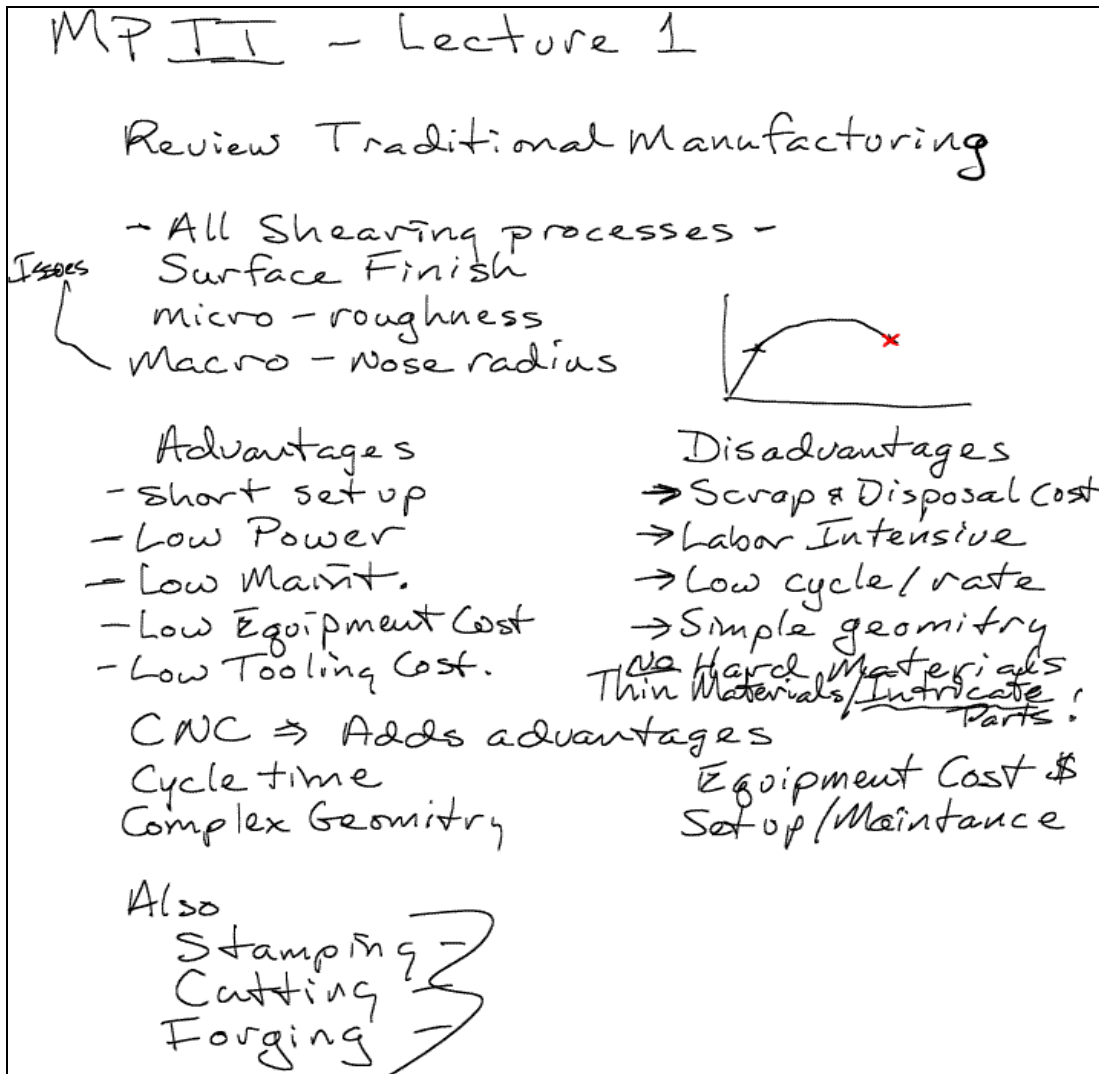 MP II - Lecture 1
Review Traditional Manufacturing
- All Shearing processes -
Issues
Surface Finish
micro - roughness
Macro - Nose radius
Advantages
- short set up
- Low Power
- Low Maint.
- Low Equipment Cost
- Low Tooling Cost.
Disadvantages
→ Scrap & Disposal Cost
→ Labor Intensive
→ Low cycle/rate
→ Simple geomitry
No Hard Materials
Thin Materials/Intricate Parts!
CNC ⇒ Adds advantages
Cycle time
Complex Geomitry
Equipment Cost $
Set up/Maintance
Also
Stamping -
Cutting -
Forging -